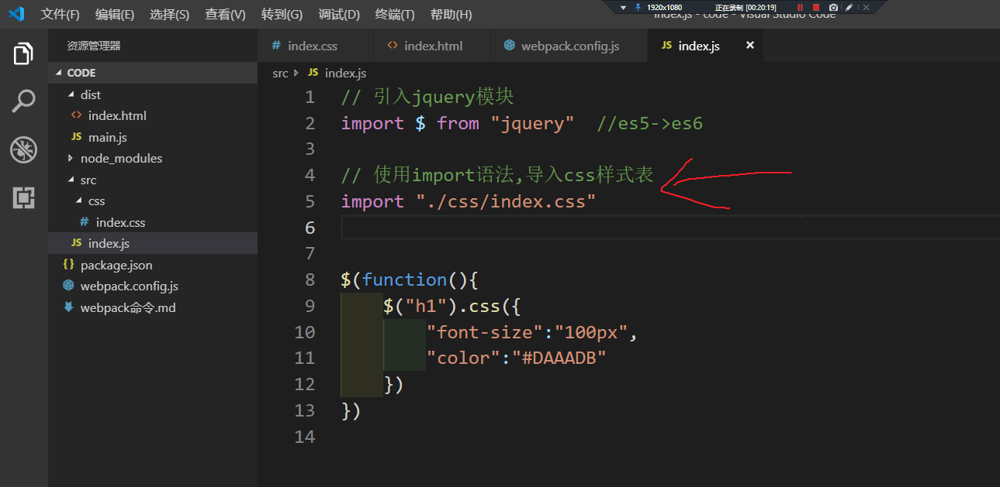 文件(F) 编辑(E) 选择(S) 查看(V) 转到(G) 调试(D) 终端(T) 帮助(H)
1920x1080 正在录制 [00:20:19]
index.js - code - Visual Studio Code
资源管理器
CODE
dist
index.html
JS main.js
node_modules
src
css
# index.css
JS index.js
{} package.json
webpack.config.js
webpack命令.md
# index.css <> index.html webpack.config.js JS index.js ×
src JS index.js
1 // 引入jquery模块
2 import $ from "jquery" //es5->es6
3
4 // 使用import语法,导入css样式表
5 import "./css/index.css"
6
7
8 $(function(){
9 $("h1").css({
10 "font-size":"100px",
11 "color":"#DAAADB"
12 })
13 })
14